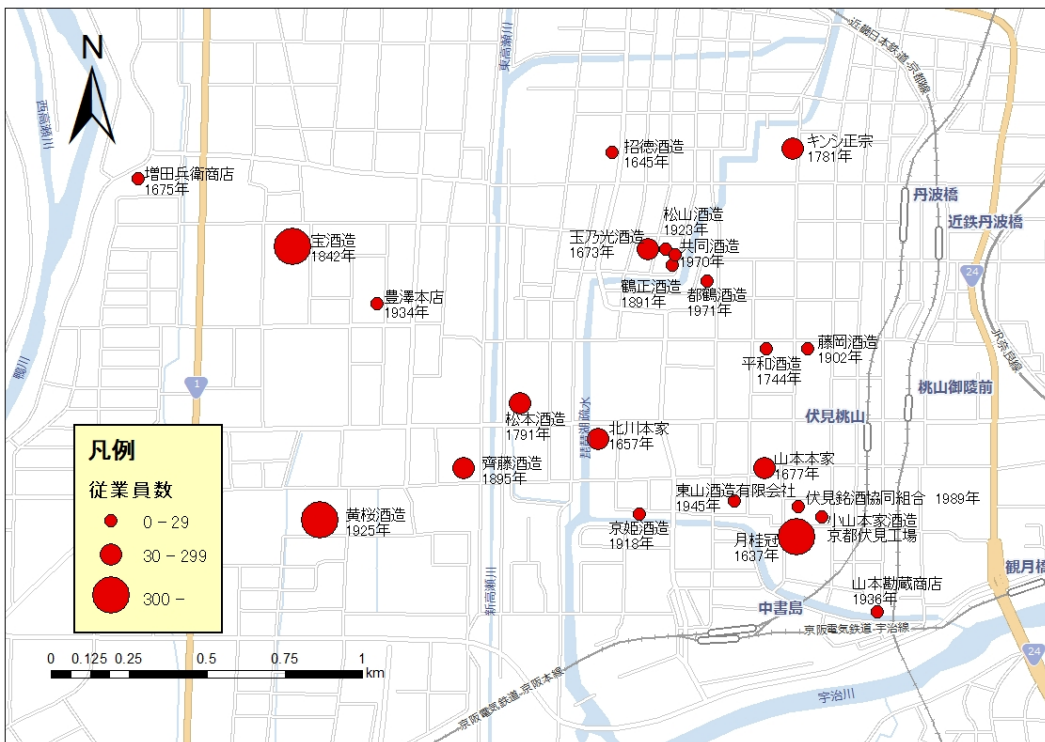 N
西高瀬川
東高瀬川
近畿日本鉄道-京都線
増田兵衛商店
1675年
招徳酒造
1645年
キンシ正宗
1781年
丹波橋
近鉄丹波橋
宝酒造
1842年
松山酒造
1923年
玉乃光酒造
1673年
共同酒造
1970年
鶴正酒造
1891年
都鶴酒造
1971年
24
豊澤本店
1934年
JR奈良線
鴨川
1
藤岡酒造
1902年
平和酒造
1744年
桃山御陵前
伏見桃山
松本酒造
1791年
琵琶湖疏水
北川本家
1657年
齊藤酒造
1895年
山本本家
1677年
東山酒造有限会社
1945年
伏見銘酒協同組合 1989年
小山本家酒造
京都伏見工場
黄桜酒造
1925年
京姫酒造
1918年
月桂冠
1637年
新高瀬川
観月橋
山本勘蔵商店
1936年
中書島
京阪電気鉄道-宇治線
京阪電気鉄道-京阪本線
宇治川
24
凡例
従業員数
0-29
30-299
300-
0 0.125 0.25 0.5 0.75 1
km